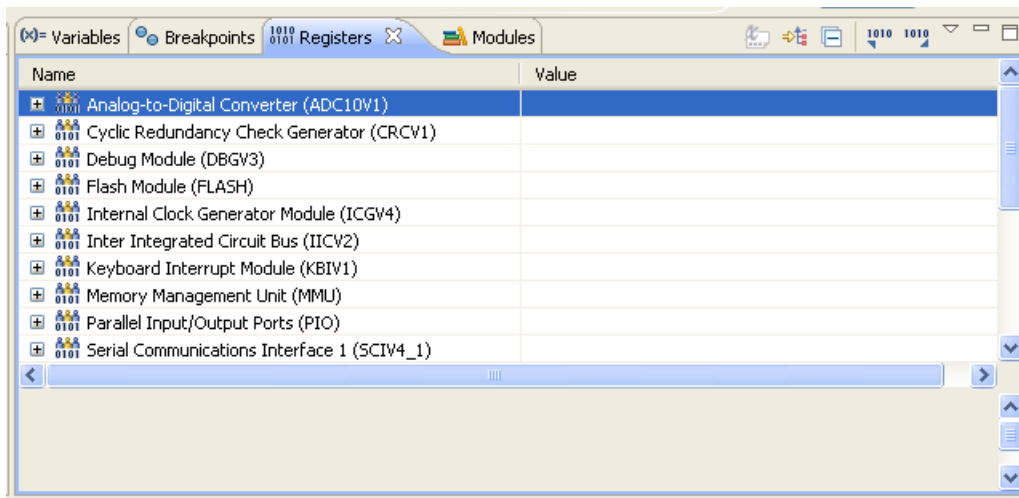 (x)= Variables Breakpoints 1010 0101 Registers Modules 1010 1010
Name Value
Analog-to-Digital Converter (ADC10V1)
Cyclic Redundancy Check Generator (CRCV1)
Debug Module (DBGV3)
Flash Module (FLASH)
Internal Clock Generator Module (ICGV4)
Inter Integrated Circuit Bus (IICV2)
Keyboard Interrupt Module (KBIV1)
Memory Management Unit (MMU)
Parallel Input/Output Ports (PIO)
Serial Communications Interface 1 (SCIV4_1)